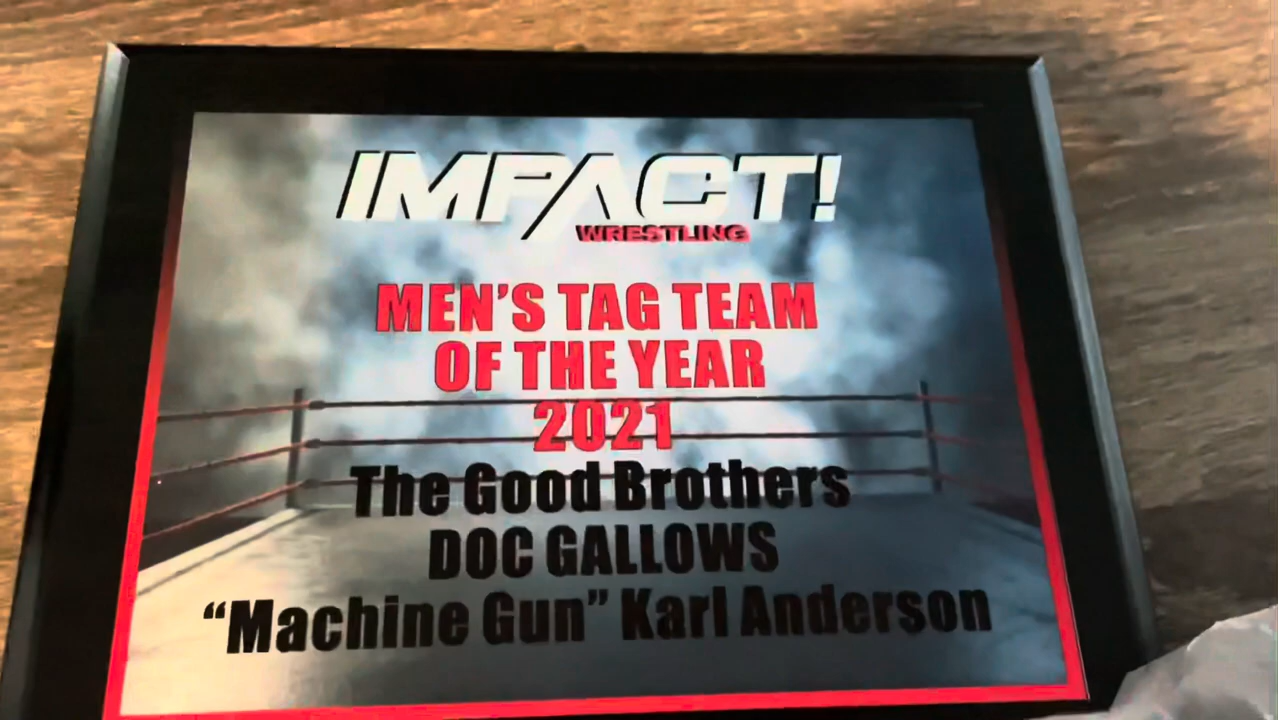 IMPACT!
WRESTLING
MEN'S TAG TEAM
OF THE YEAR
2021
The Good Brothers
DOC GALLOWS
“Machine Gun” Karl Anderson